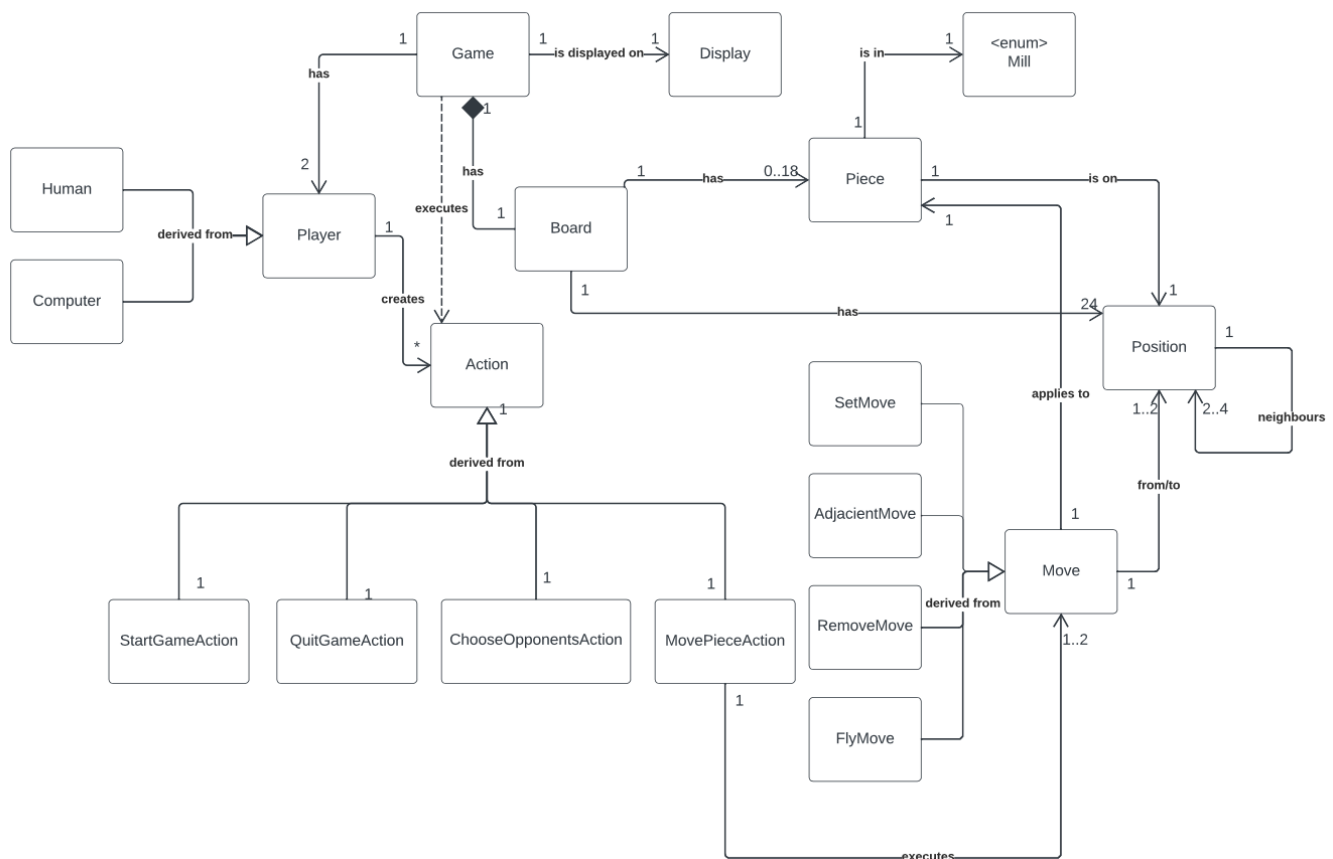 1
Game
1
is displayed on
1
Display
is in
1
<enum>
Mill
has
1
1
2
has
1
has
0..18
Piece
1
is on
Human
executes
1
1
derived from
Player
1
Board
Computer
creates
1
24
1
has
*
Action
Position
1
1
applies to
SetMove
1..2
2..4
neighbours
derived from
from/to
AdjacientMove
1
Move
1
1
1
1
1
derived from
StartGameAction
QuitGameAction
ChooseOpponentsAction
MovePieceAction
RemoveMove
1..2
1
FlyMove
executes